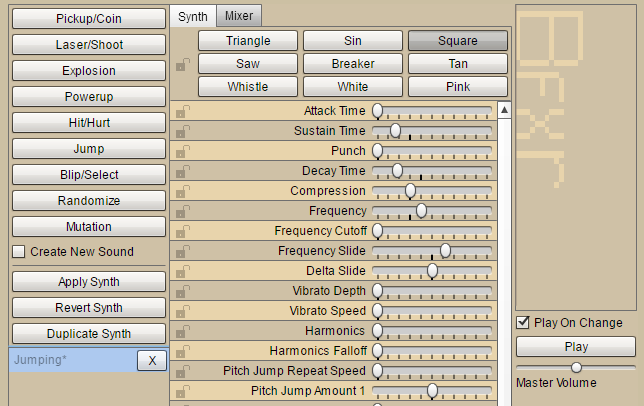 Pickup/Coin
Laser/Shoot
Explosion
Powerup
Hit/Hurt
Jump
Blip/Select
Randomize
Mutation
Create New Sound
Apply Synth
Revert Synth
Duplicate Synth
Jumping* X
Synth Mixer
Triangle Sin Square
Saw Breaker Tan
Whistle White Pink
Attack Time
Sustain Time
Punch
Decay Time
Compression
Frequency
Frequency Cutoff
Frequency Slide
Delta Slide
Vibrato Depth
Vibrato Speed
Harmonics
Harmonics Falloff
Pitch Jump Repeat Speed
Pitch Jump Amount 1
Bfxr
Play On Change
Play
Master Volume